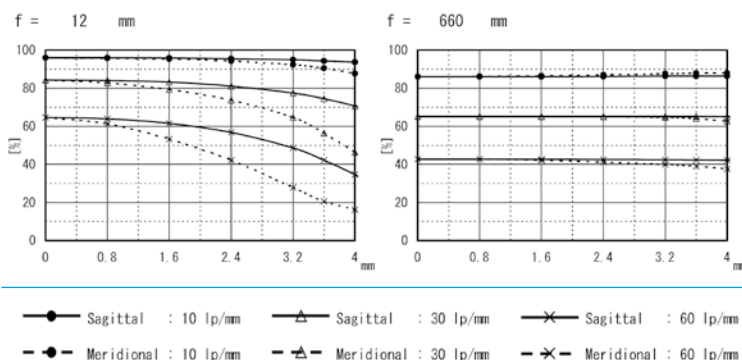 f = 12 mm
100
80
60
40
20
0
[%]
0 0.8 1.6 2.4 3.2 4
mm
f = 660 mm
100
80
60
40
20
0
[%]
0 0.8 1.6 2.4 3.2 4
mm
Sagittal : 10 lp/mm Sagittal : 30 lp/mm Sagittal : 60 lp/mm
Meridional : 10 lp/mm Meridional : 30 lp/mm Meridional : 60 lp/mm